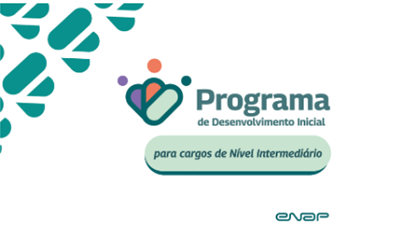 Programa
de Desenvolvimento Inicial
para cargos de Nível Intermediário
enap